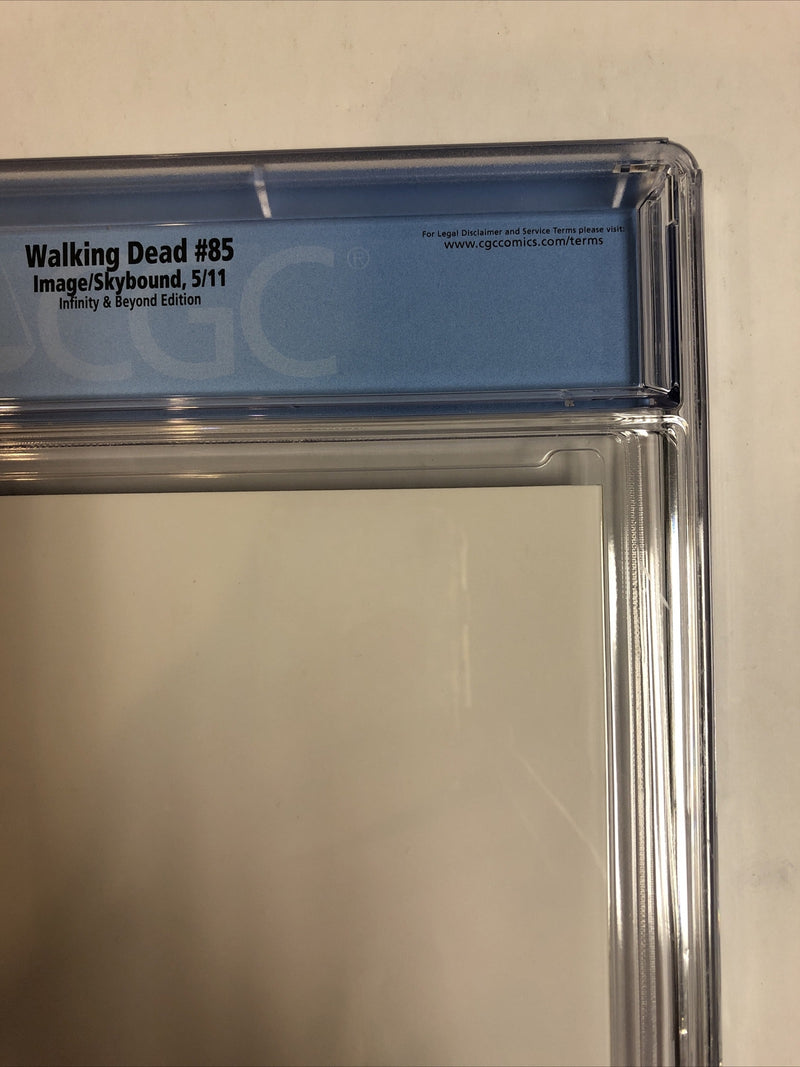 Walking Dead #85
Image/Skybound, 5/11
Infinity & Beyond Edition
For Legal Disclaimer and Service Terms please visit:
www.cgccomics.com/terms
CGC®